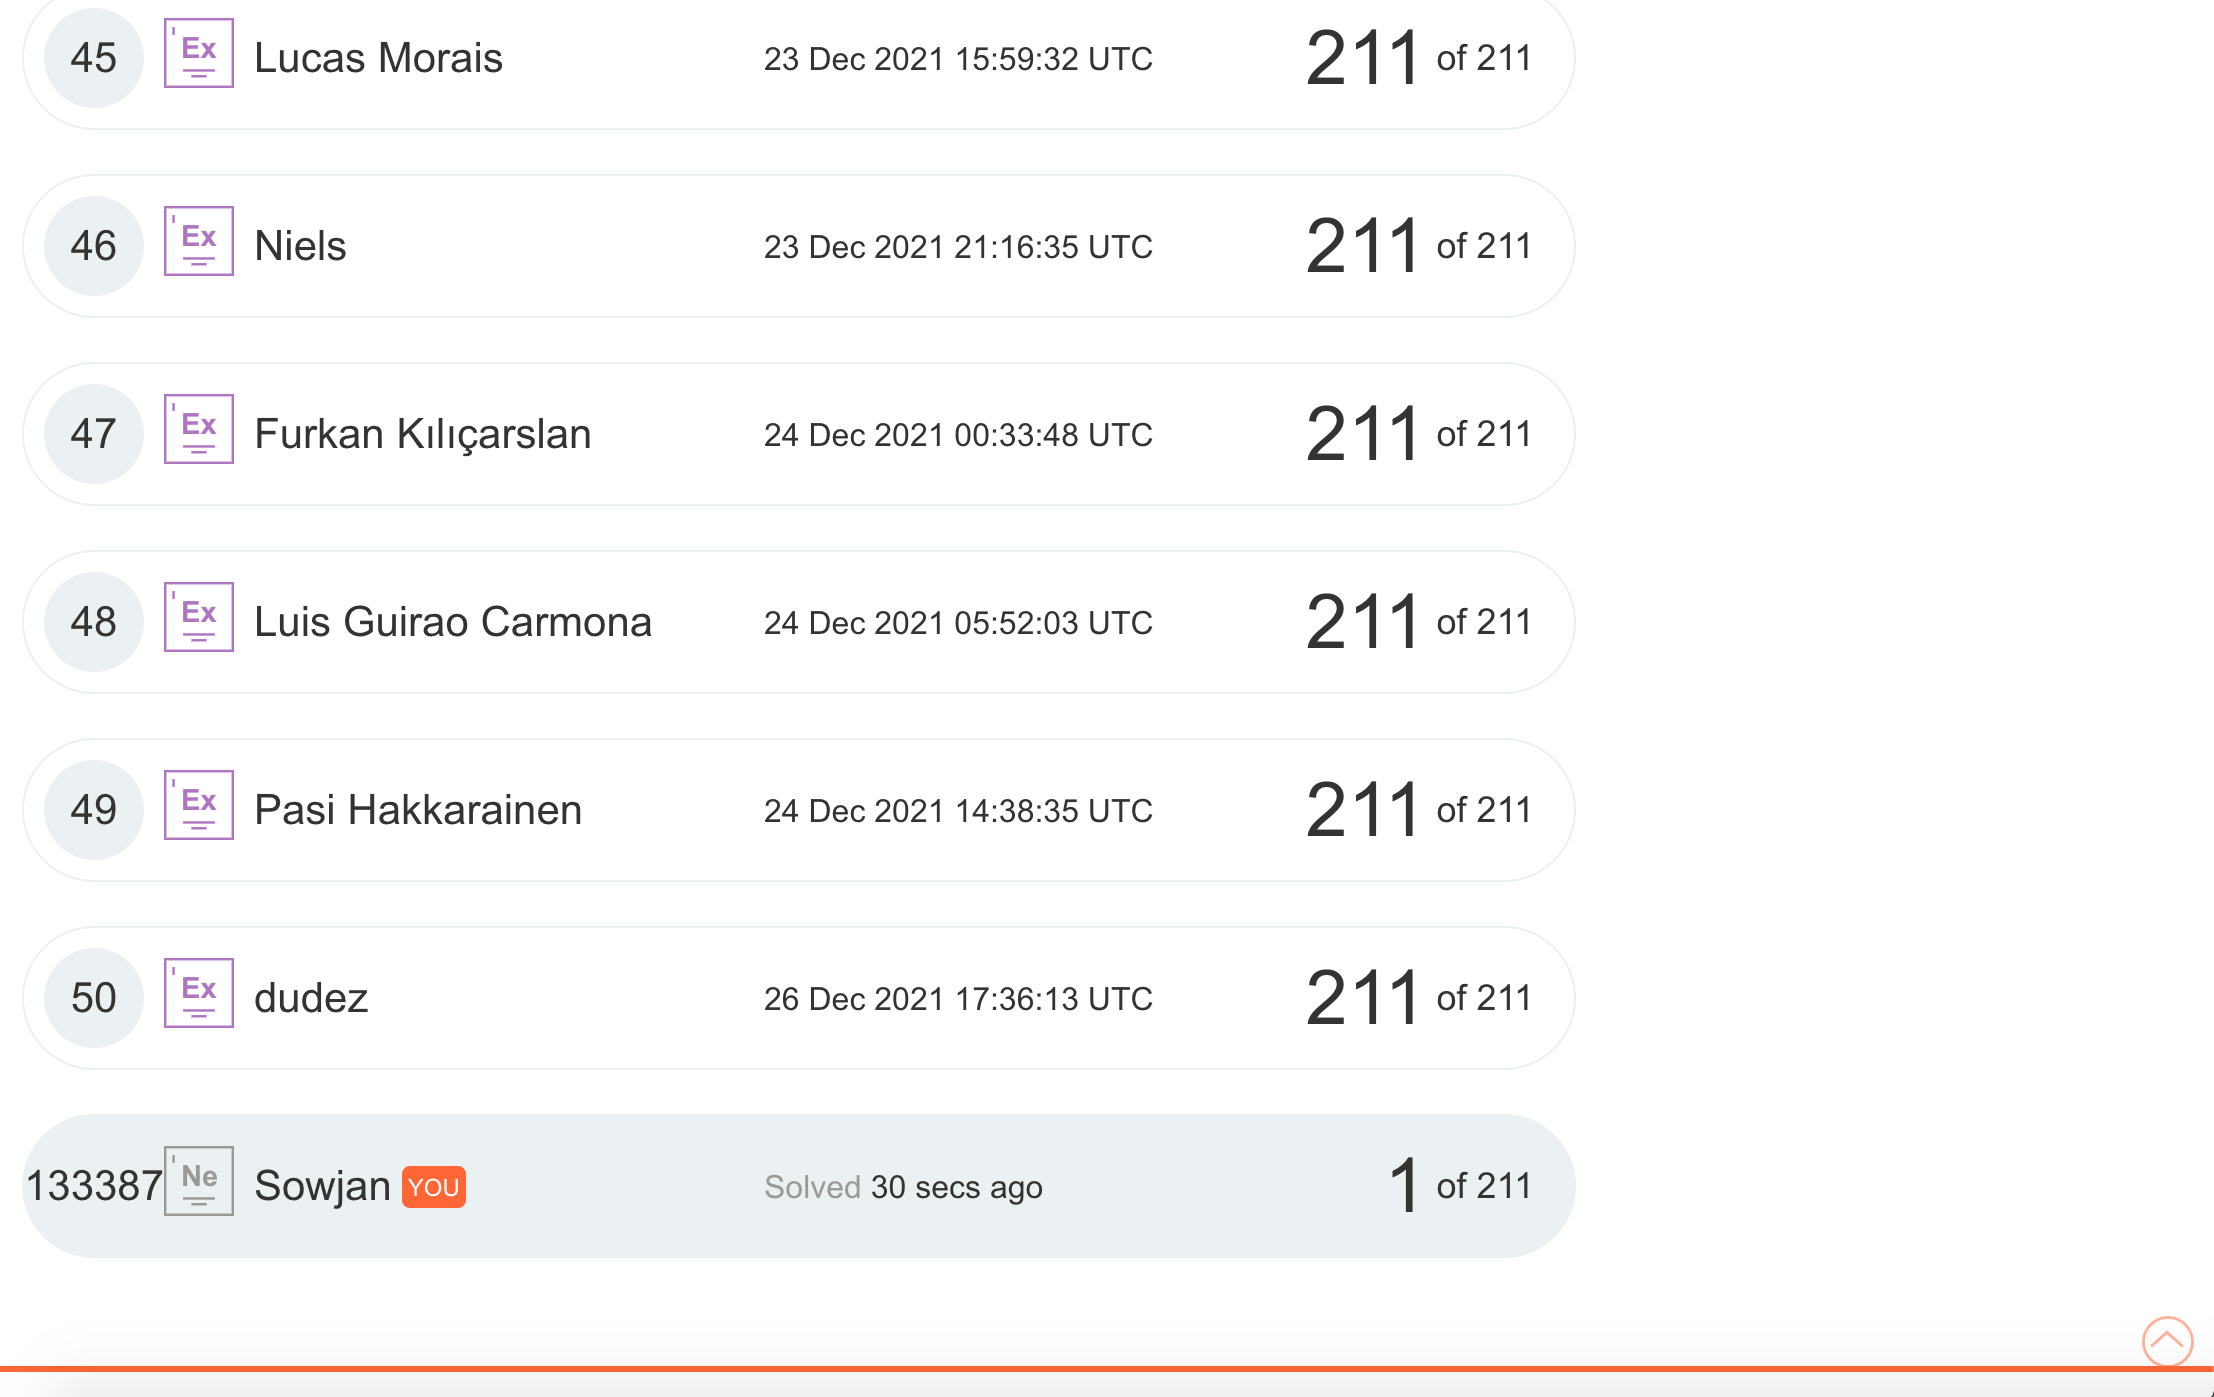 45 Ex Lucas Morais 23 Dec 2021 15:59:32 UTC 211 of 211
46 Ex Niels 23 Dec 2021 21:16:35 UTC 211 of 211
47 Ex Furkan Kılıçarslan 24 Dec 2021 00:33:48 UTC 211 of 211
48 Ex Luis Guirao Carmona 24 Dec 2021 05:52:03 UTC 211 of 211
49 Ex Pasi Hakkarainen 24 Dec 2021 14:38:35 UTC 211 of 211
50 Ex dudez 26 Dec 2021 17:36:13 UTC 211 of 211
133387 Ne Sowjan YOU Solved 30 secs ago 1 of 211